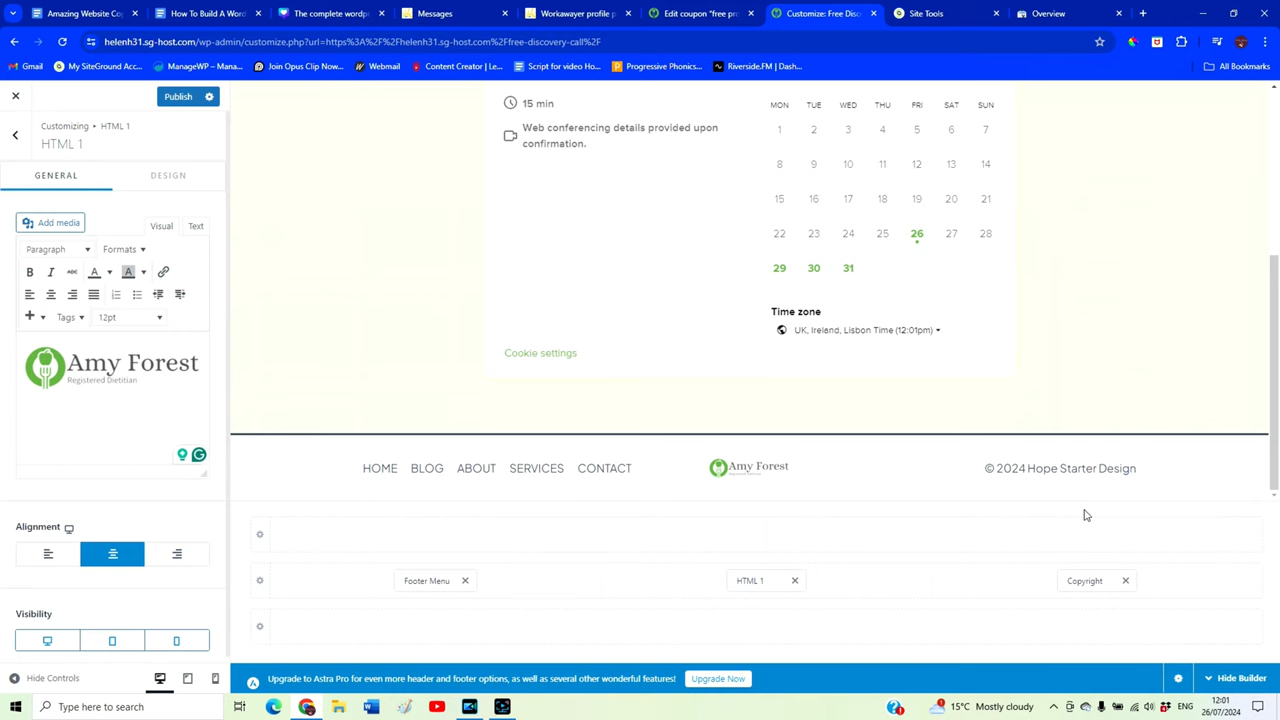 Amazing Website Co
How To Build A Word
The complete wordp
Messages
Workawayer profile p
Edit coupon "free pro
Customize: Free Disc
Site Tools
Overview
helenh31.sg-host.com/wp-admin/customize.php?url=https%3A%2F%2Fhelenh31.sg-host.com%2Ffree-discovery-call%2F
Gmail
My SiteGround Acc...
ManageWP – Mana...
Join Opus Clip Now...
Webmail
Content Creator | Le...
Script for video Ho...
Progressive Phonics...
Riverside.FM | Dash...
All Bookmarks
Publish
Customizing ▸ HTML 1
HTML 1
GENERAL
DESIGN
Add media
Visual
Text
Paragraph
Formats
B I ABC A A
Tags
12pt
Amy Forest
Registered Dietitian
Alignment
Visibility
Hide Controls
15 min
Web conferencing details provided upon
confirmation.
MON TUE WED THU FRI SAT SUN
1 2 3 4 5 6 7
8 9 10 11 12 13 14
15 16 17 18 19 20 21
22 23 24 25 26 27 28
29 30 31
Time zone
UK, Ireland, Lisbon Time (12:01pm)
Cookie settings
HOME BLOG ABOUT SERVICES CONTACT
Amy Forest
Registered Dietitian
© 2024 Hope Starter Design
Footer Menu
HTML 1
Copyright
Upgrade to Astra Pro for even more header and footer options, as well as several other wonderful features!
Upgrade Now
Hide Builder
Type here to search
15°C Mostly cloudy
ENG
12:01
26/07/2024